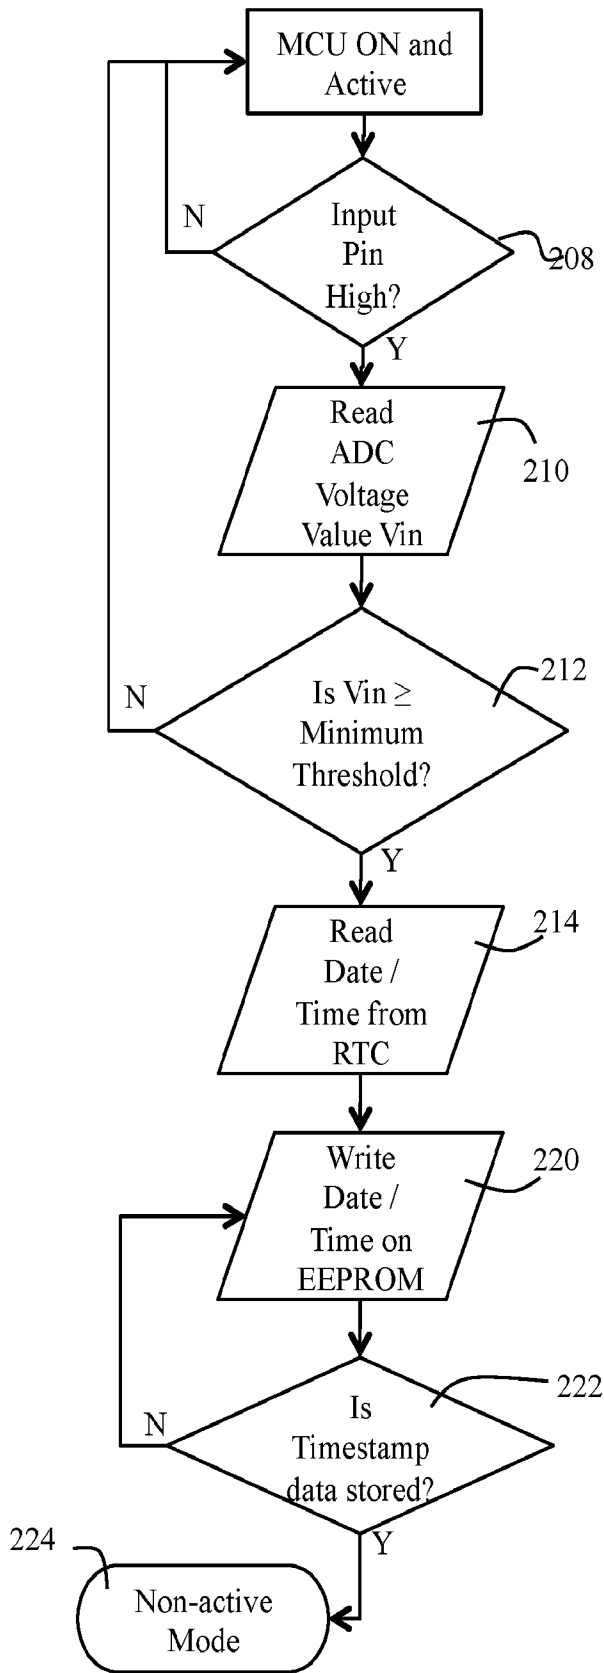 MCU ON and
Active
N
Input
Pin
High?
208
Y
Read
ADC
Voltage
Value Vin
210
N
Is Vin ≥
Minimum
Threshold?
212
Y
Read
Date /
Time from
RTC
214
Write
Date /
Time on
EEPROM
220
N
Is
Timestamp
data stored?
222
Y
224
Non-active
Mode